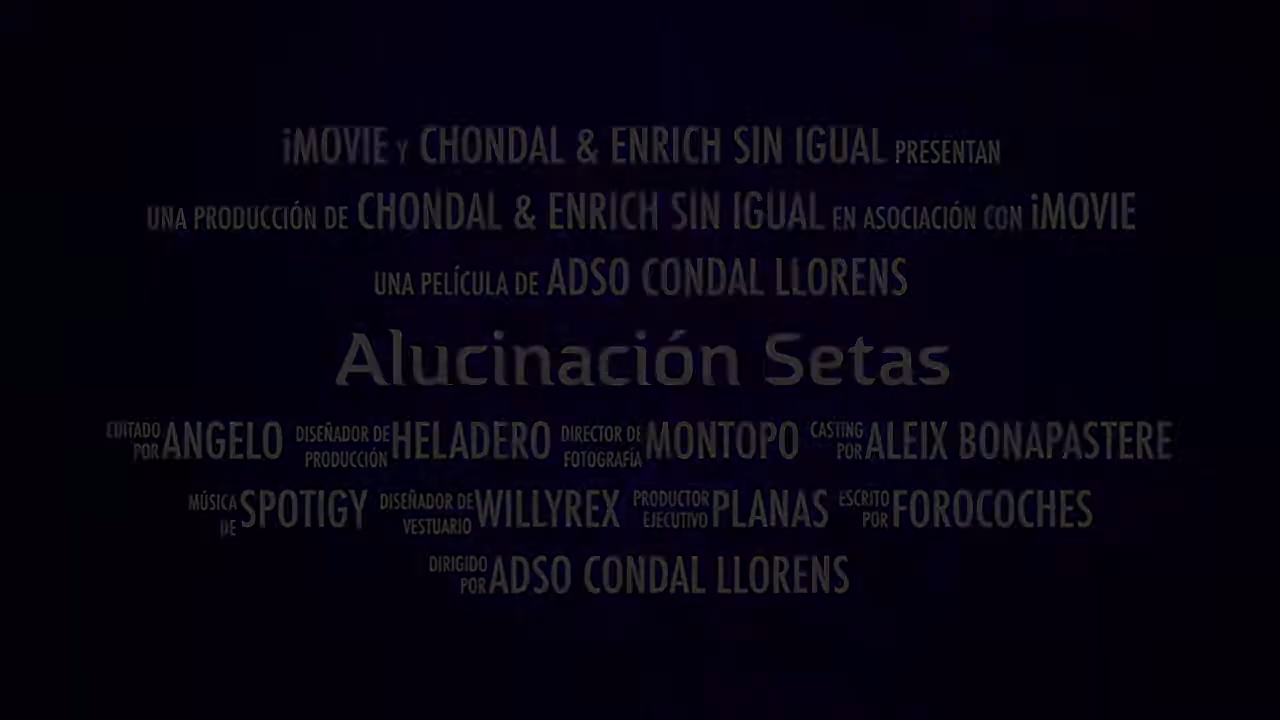 iMOVIE Y CHONDAL & ENRICH SIN IGUAL PRESENTAN
UNA PRODUCCIÓN DE CHONDAL & ENRICH SIN IGUAL EN ASOCIACIÓN CON iMOVIE
UNA PELÍCULA DE ADSO CONDAL LLORENS
Alucinación Setas
EDITADO POR ANGELO DISEÑADOR DE PRODUCCIÓN HELADERO DIRECTOR DE FOTOGRAFÍA MONTOPO CASTING POR ALEIX BONAPASTERE
MÚSICA DE SPOTIGY DISEÑADOR DE VESTUARIO WILLYREX PRODUCTOR EJECUTIVO PLANAS ESCRITO POR FOROCOCHES
DIRIGIDO POR ADSO CONDAL LLORENS